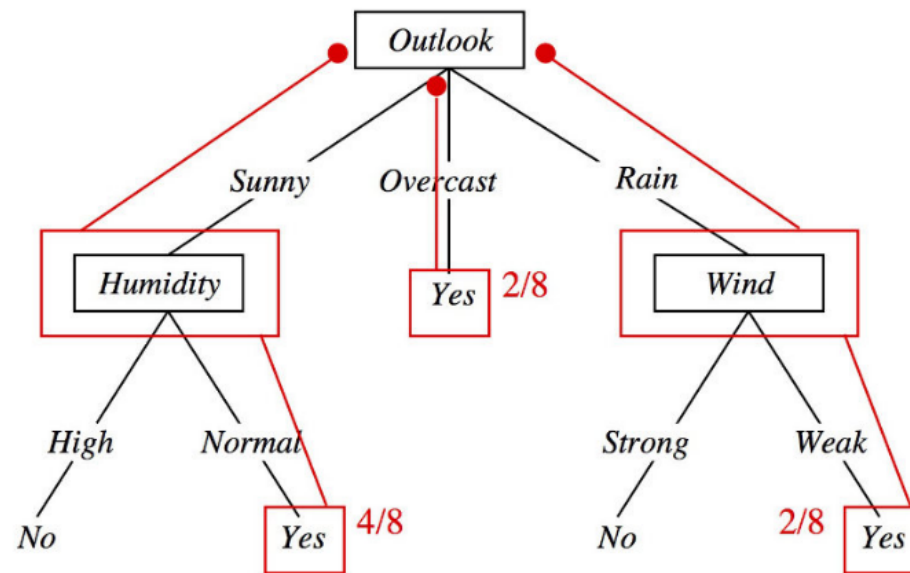 Outlook
Sunny
Overcast
Rain
Humidity
Yes
2/8
Wind
High
Normal
Strong
Weak
No
Yes
4/8
No
2/8
Yes